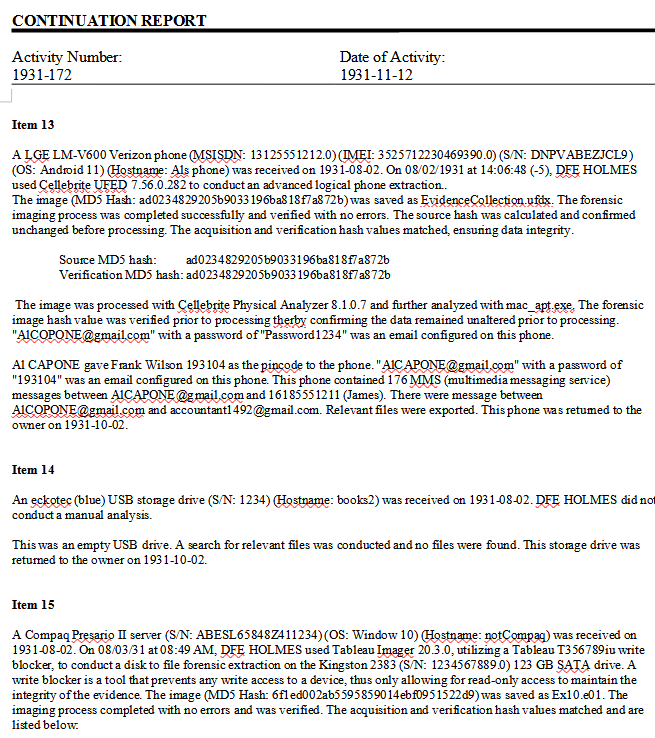 CONTINUATION REPORT
Activity Number: Date of Activity:
1931-172 1931-11-12
Item 13
A LGE LM-V600 Verizon phone (MSISDN: 13125551212.0) (IMEI: 3525712230469390.0) (S/N: DNPVABEZJCL9)
(OS: Android 11) (Hostname: Als phone) was received on 1931-08-02. On 08/02/1931 at 14:06:48 (-5), DFE HOLMES
used Cellebrite UFED 7.56.0.282 to conduct an advanced logical phone extraction..
The image (MD5 Hash: ad0234829205b9033196ba818f7a872b) was saved as EvidenceCollection.ufdx. The forensic
imaging process was completed successfully and verified with no errors. The source hash was calculated and confirmed
unchanged before processing. The acquisition and verification hash values matched, ensuring data integrity.
Source MD5 hash: ad0234829205b9033196ba818f7a872b
Verification MD5 hash: ad0234829205b9033196ba818f7a872b
The image was processed with Cellebrite Physical Analyzer 8.1.0.7 and further analyzed with mac_apt.exe. The forensic
image hash value was verified prior to processing therby confirming the data remained unaltered prior to processing.
"AlCOPONE@gmail.com" with a password of "Password1234" was an email configured on this phone.
Al CAPONE gave Frank Wilson 193104 as the pincode to the phone. "AlCAPONE@gmail.com" with a password of
"193104" was an email configured on this phone. This phone contained 176 MMS (multimedia messaging service)
messages between AlCAPONE@gmail.com and 16185551211 (James). There were message between
AlCOPONE@gmail.com and accountant1492@gmail.com. Relevant files were exported. This phone was returned to the
owner on 1931-10-02.
Item 14
An eckotec (blue) USB storage drive (S/N: 1234) (Hostname: books2) was received on 1931-08-02. DFE HOLMES did not
conduct a manual analysis.
This was an empty USB drive. A search for relevant files was conducted and no files were found. This storage drive was
returned to the owner on 1931-10-02.
Item 15
A Compaq Presario II server (S/N: ABESL65848Z411234) (OS: Window 10) (Hostname: notCompaq) was received on
1931-08-02. On 08/03/31 at 08:49 AM, DFE HOLMES used Tableau Imager 20.3.0, utilizing a Tableau T356789iu write
blocker, to conduct a disk to file forensic extraction on the Kingston 2383 (S/N: 1234567889.0) 123 GB SATA drive. A
write blocker is a tool that prevents any write access to a device, thus only allowing for read-only access to maintain the
integrity of the evidence. The image (MD5 Hash: 6f1ed002ab5595859014ebf0951522d9) was saved as Ex10.e01. The
imaging process completed with no errors and was verified. The acquisition and verification hash values matched and are
listed below: